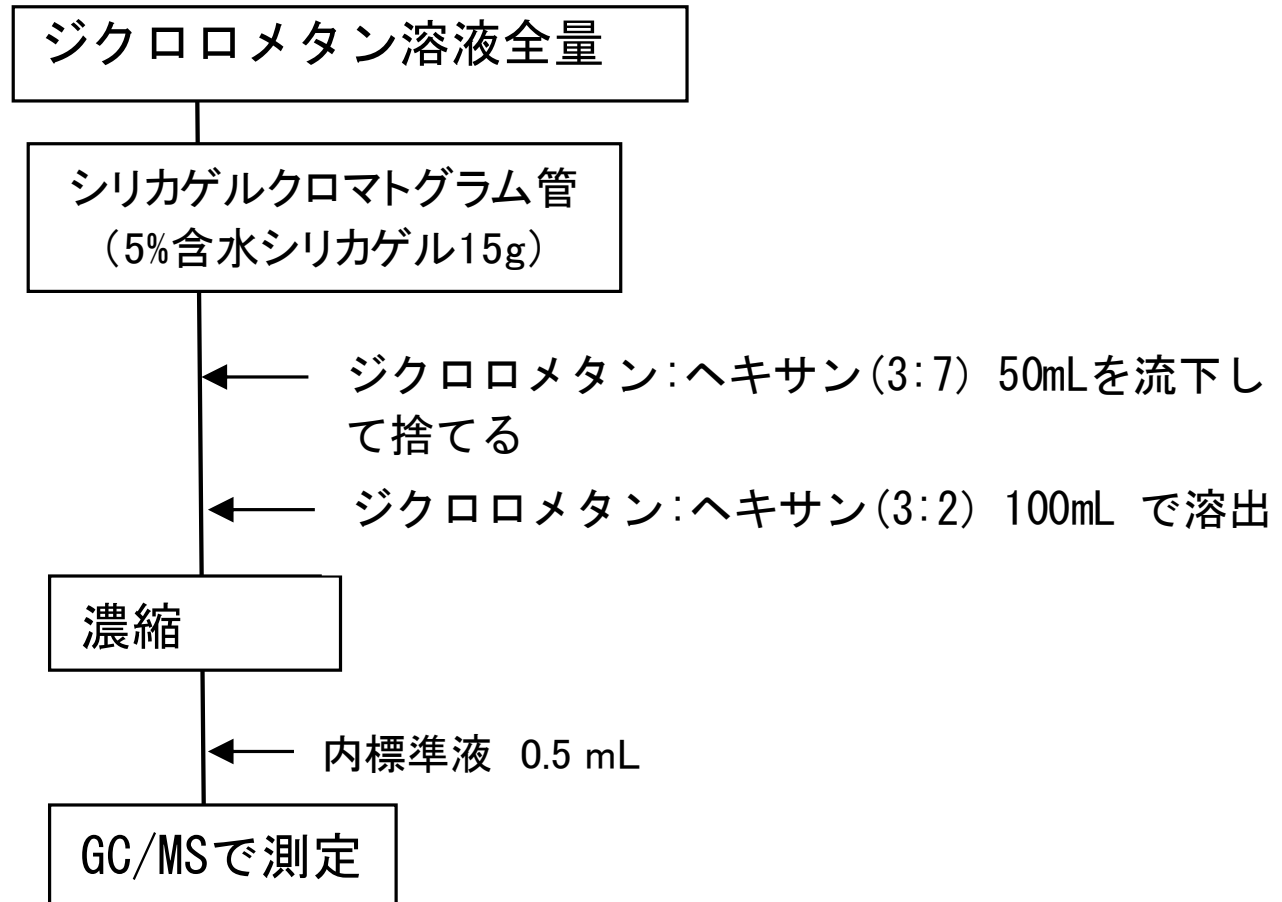 ジクロロメタン溶液全量
シリカゲルクロマトグラム管
(5%含水シリカゲル15g)
ジクロロメタン:ヘキサン(3:7) 50mLを流下し
て捨てる
ジクロロメタン:ヘキサン(3:2) 100mL で溶出
濃縮
内標準液 0.5 mL
GC/MSで測定